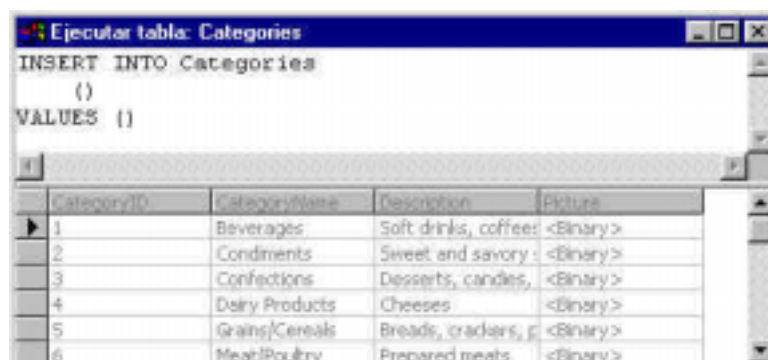 Ejecutar tabla: Categories
INSERT INTO Categories
()
VALUES ()
CategoryID CategoryName Description Picture
1 Beverages Soft drinks, coffees <Binary>
2 Condiments Sweet and savory s <Binary>
3 Confections Desserts, candies, <Binary>
4 Dairy Products Cheeses <Binary>
5 Grains/Cereals Breads, crackers, p <Binary>
6 Meat/Poultry Prepared meats <Binary>